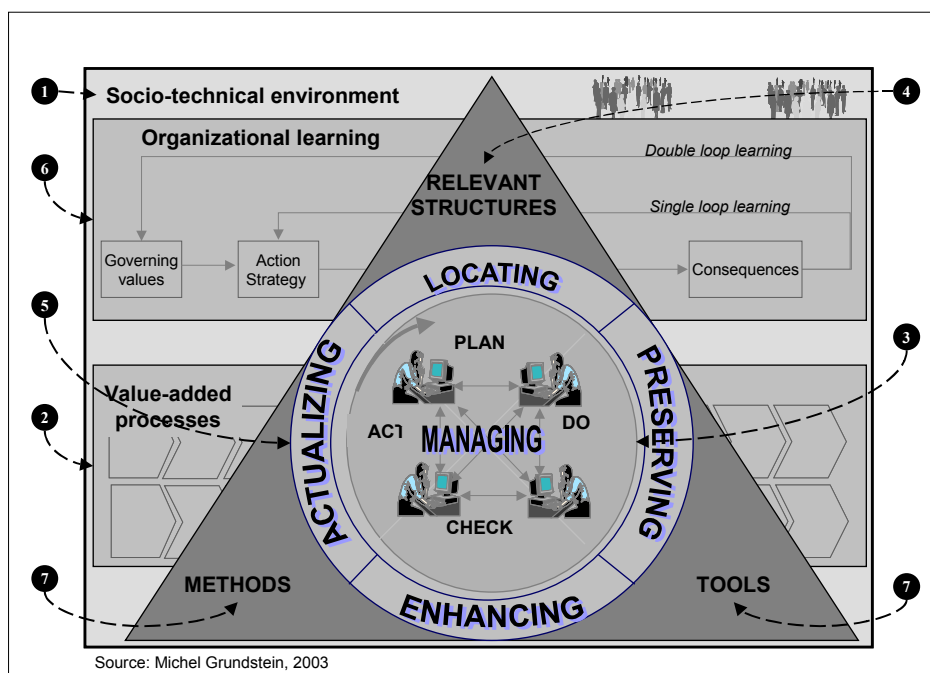 1
Socio-technical environment
4
Organizational learning
Double loop learning
6
RELEVANT
STRUCTURES
Single loop learning
Governing
values
Action
Strategy
Consequences
LOCATING
5
3
PLAN
ACTUALIZING
PRESERVING
Value-added
processes
2
ACT
MANAGING
DO
CHECK
7
METHODS
TOOLS
7
ENHANCING
Source: Michel Grundstein, 2003